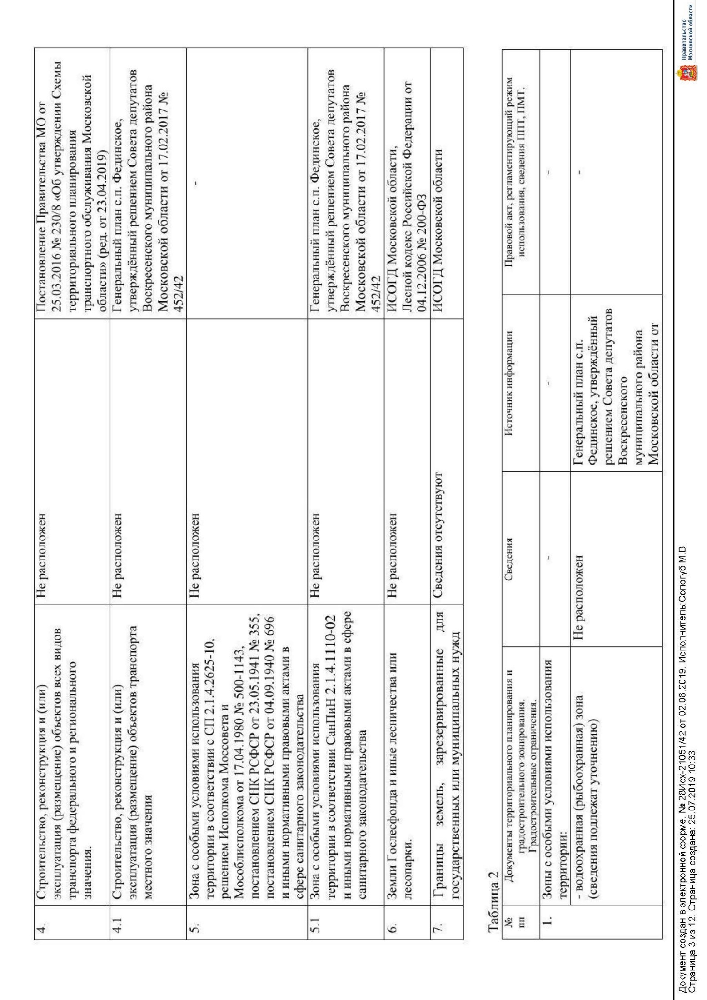 4.
Строительство, реконструкция и (или)
эксплуатация (размещение) объектов всех видов
транспорта федерального и регионального
значения.
Не расположен
Постановление Правительства МО от
25.03.2016 № 230/8 «Об утверждении Схемы
территориального планирования
транспортного обслуживания Московской
области» (ред. от 23.04.2019)
4.1
Строительство, реконструкция и (или)
эксплуатация (размещение) объектов транспорта
местного значения
Не расположен
Генеральный план с.п. Фединское,
утверждённый решением Совета депутатов
Воскресенского муниципального района
Московской области от 17.02.2017 №
452/42
5.
Зона с особыми условиями использования
территории в соответствии с СП 2.1.4.2625-10,
решением Исполкома Моссовета и
Мособлисполкома от 17.04.1980 № 500-1143,
постановлением СНК РСФСР от 23.05.1941 № 355,
постановлением СНК РСФСР от 04.09.1940 № 696
и иными нормативными правовыми актами в
сфере санитарного законодательства
Не расположен
-
5.1
Зона с особыми условиями использования
территории в соответствии СанПиН 2.1.4.1110-02
и иными нормативными правовыми актами в сфере
санитарного законодательства
Не расположен
Генеральный план с.п. Фединское,
утверждённый решением Совета депутатов
Воскресенского муниципального района
Московской области от 17.02.2017 №
452/42
6.
Земли Гослесфонда и иные лесничества или
лесопарки.
Не расположен
ИСОГД Московской области,
Лесной кодекс Российской Федерации от
04.12.2006 № 200-ФЗ
7.
Границы земель, зарезервированные для
государственных или муниципальных нужд
Сведения отсутствуют
ИСОГД Московской области
Таблица 2
№
пп
Документы территориального планирования и
градостроительного зонирования.
Градостроительные ограничения.
Сведения
Источник информации
Правовой акт, регламентирующий режим
использования, сведения ППТ, ПМТ.
1.
Зоны с особыми условиями использования
территории:
-
-
-
- водоохранная (рыбоохранная) зона
(сведения подлежат уточнению)
Не расположен
Генеральный план с.п.
Фединское, утверждённый
решением Совета депутатов
Воскресенского
муниципального района
Московской области от
-
Документ создан в электронной форме. № 28Исх-21051/42 от 02.08.2019. Исполнитель:Сологуб М.В.
Страница 3 из 12. Страница создана: 25.07.2019 10:33
Правительство
Московской области